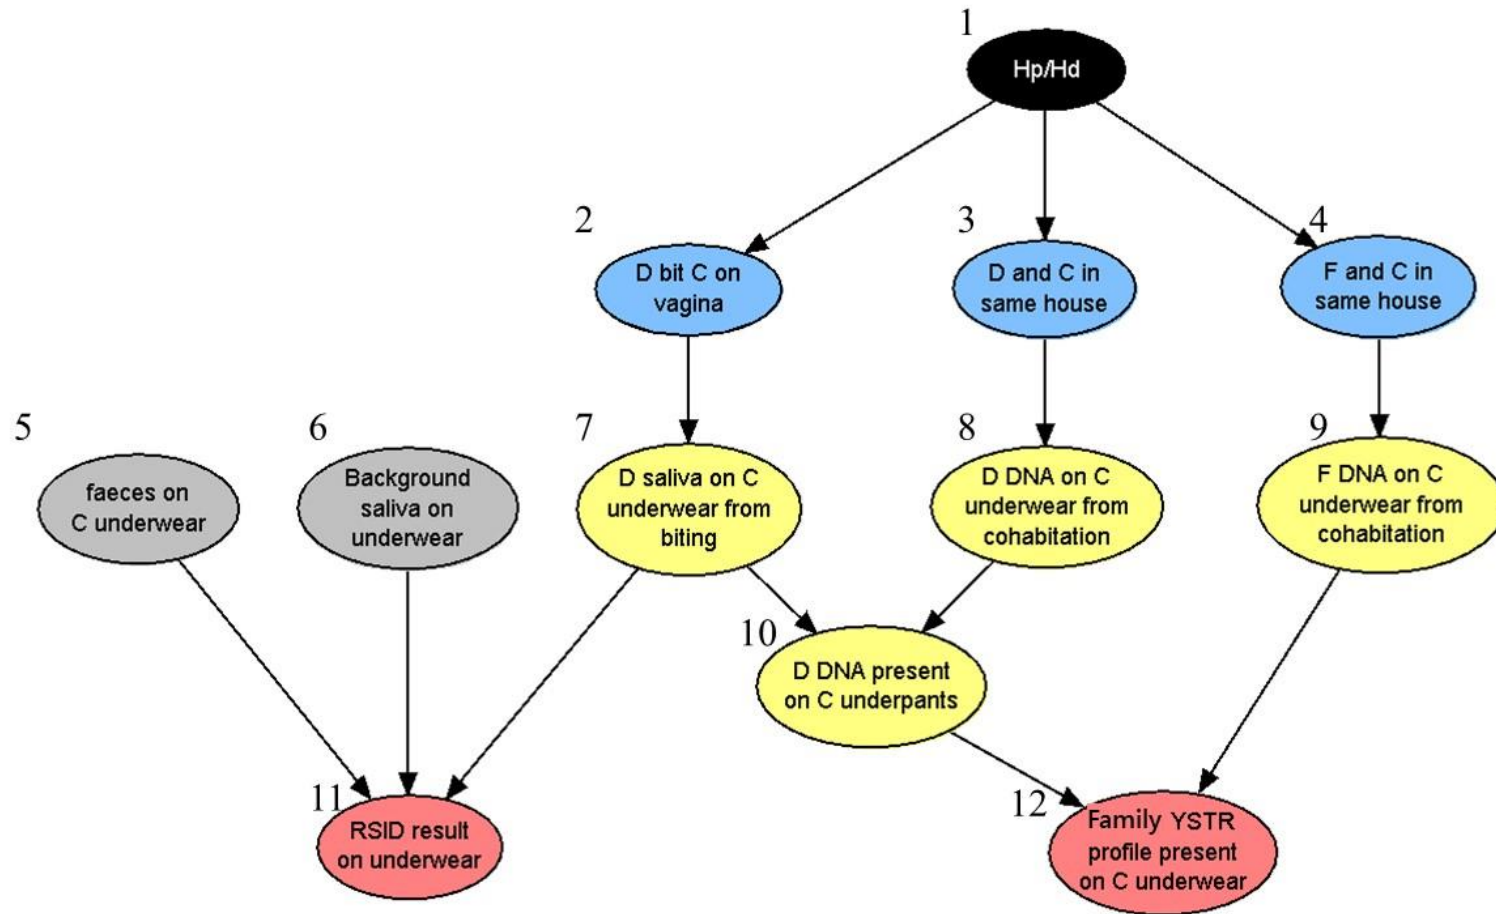 1
Hp/Hd
2
D bit C on
vagina
3
D and C in
same house
4
F and C in
same house
5
faeces on
C underwear
6
Background
saliva on
underwear
7
D saliva on C
underwear from
biting
8
D DNA on C
underwear from
cohabitation
9
F DNA on C
underwear from
cohabitation
10
D DNA present
on C underpants
11
RSID result
on underwear
12
Family YSTR
profile present
on C underwear